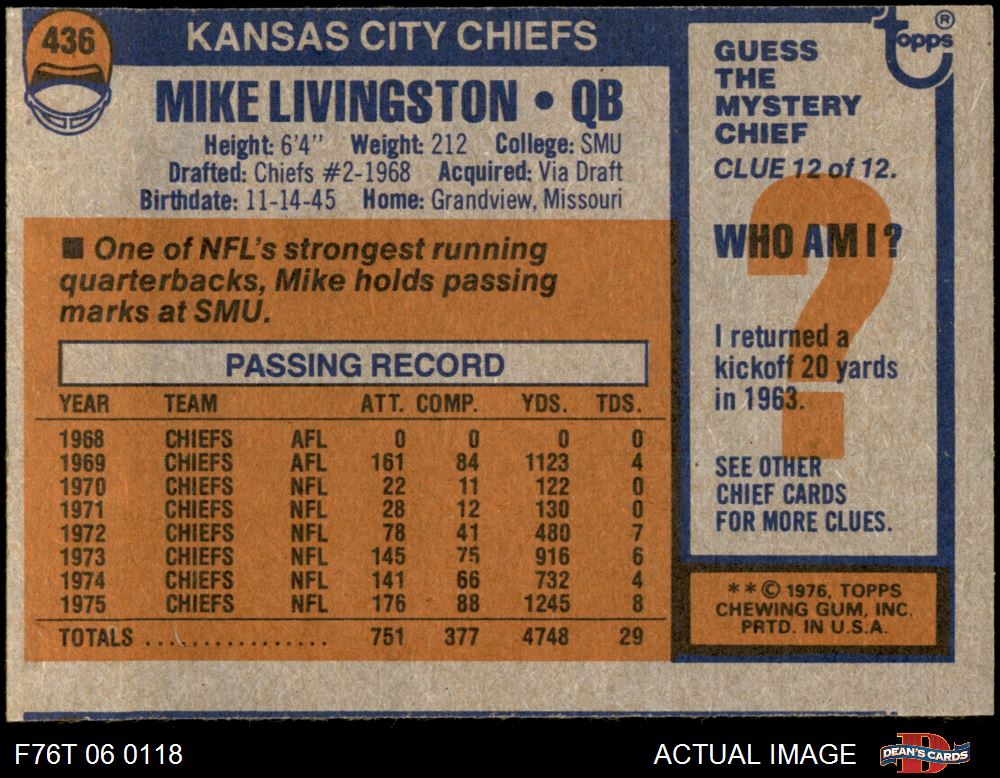 436
KANSAS CITY CHIEFS
MIKE LIVINGSTON • QB
Height: 6'4" Weight: 212 College: SMU
Drafted: Chiefs #2-1968 Acquired: Via Draft
Birthdate: 11-14-45 Home: Grandview, Missouri
■ One of NFL's strongest running
quarterbacks, Mike holds passing
marks at SMU.
PASSING RECORD
YEAR TEAM ATT. COMP. YDS. TDS.
1968 CHIEFS AFL 0 0 0 0
1969 CHIEFS AFL 161 84 1123 4
1970 CHIEFS NFL 22 11 122 0
1971 CHIEFS NFL 28 12 130 0
1972 CHIEFS NFL 78 41 480 7
1973 CHIEFS NFL 145 75 916 6
1974 CHIEFS NFL 141 66 732 4
1975 CHIEFS NFL 176 88 1245 8
TOTALS ................ 751 377 4748 29
topps ®
GUESS
THE
MYSTERY
CHIEF
CLUE 12 of 12.
?
WHO AM I?
I returned a
kickoff 20 yards
in 1963.
SEE OTHER
CHIEF CARDS
FOR MORE CLUES.
* * © 1976, TOPPS
CHEWING GUM, INC.
PRTD. IN U.S.A.
F76T 06 0118
ACTUAL IMAGE
D
DEAN'S CARDS